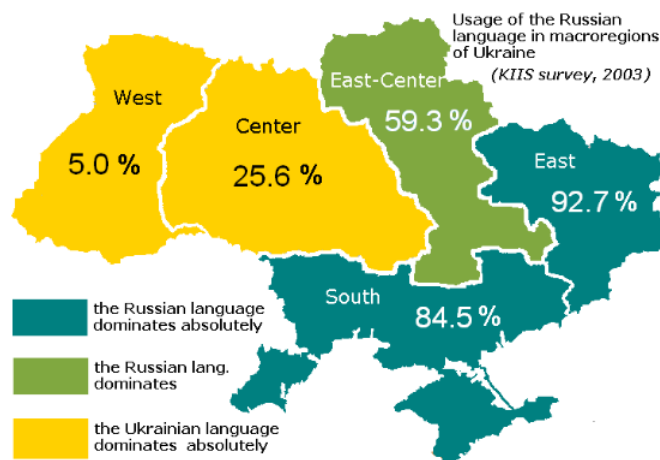 Usage of the Russian
language in macroregions
of Ukraine
(KIIS survey, 2003)
West
5.0 %
Center
25.6 %
East-Center
59.3 %
East
92.7 %
South
84.5 %
the Russian language
dominates absolutely
the Russian lang.
dominates
the Ukrainian language
dominates absolutely